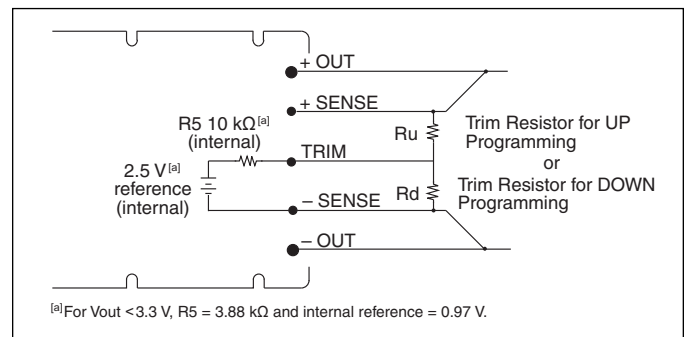 + OUT
+ SENSE
R5 10 kΩ[a]
(internal)
TRIM
Ru
Trim Resistor for UP
Programming
or
Trim Resistor for DOWN
Programming
2.5 V[a]
reference
(internal)
Rd
– SENSE
– OUT
[a]For Vout <3.3 V, R5 = 3.88 kΩ and internal reference = 0.97 V.